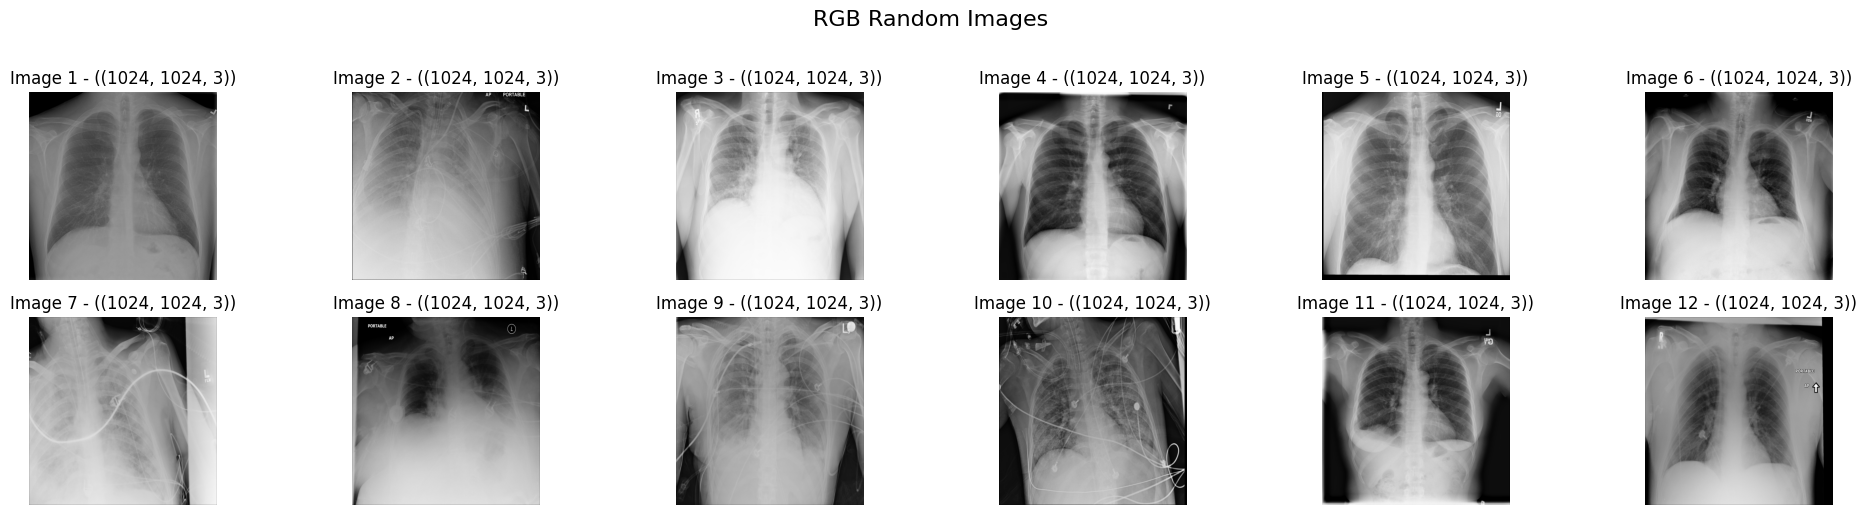 RGB Random Images
Image 1 - ((1024, 1024, 3))
Image 2 - ((1024, 1024, 3))
Image 3 - ((1024, 1024, 3))
Image 4 - ((1024, 1024, 3))
Image 5 - ((1024, 1024, 3))
Image 6 - ((1024, 1024, 3))
AP PORTABLE
L
L
Image 7 - ((1024, 1024, 3))
Image 8 - ((1024, 1024, 3))
Image 9 - ((1024, 1024, 3))
Image 10 - ((1024, 1024, 3))
Image 11 - ((1024, 1024, 3))
Image 12 - ((1024, 1024, 3))
PORTABLE
AP
L
L